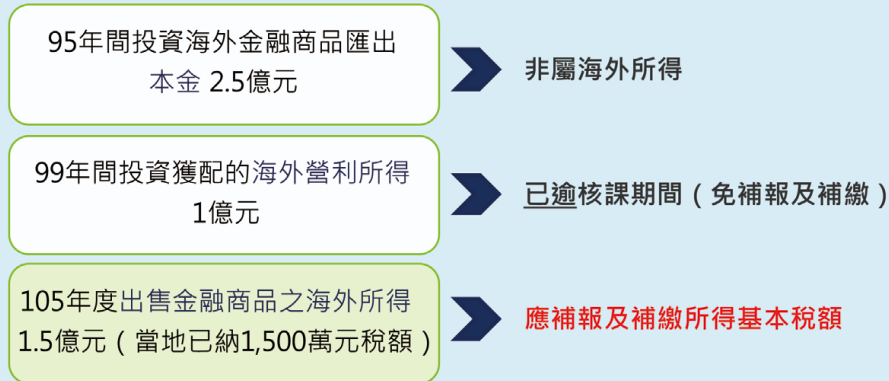 95年間投資海外金融商品匯出
本金 2.5億元
非屬海外所得
99年間投資獲配的海外營利所得
1億元
已逾核課期間（免補報及補繳）
105年度出售金融商品之海外所得
1.5億元（當地已納1,500萬元稅額）
應補報及補繳所得基本稅額